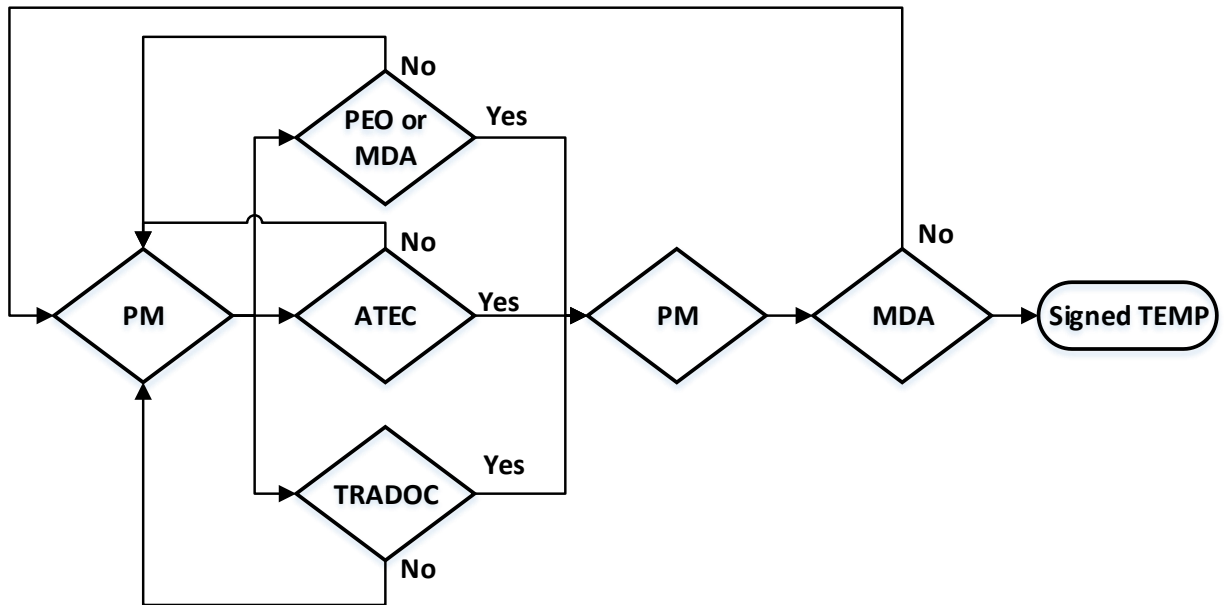 No
PEO or
MDA
Yes
No
No
PM
ATEC
Yes
PM
MDA
Signed TEMP
TRADOC
Yes
No